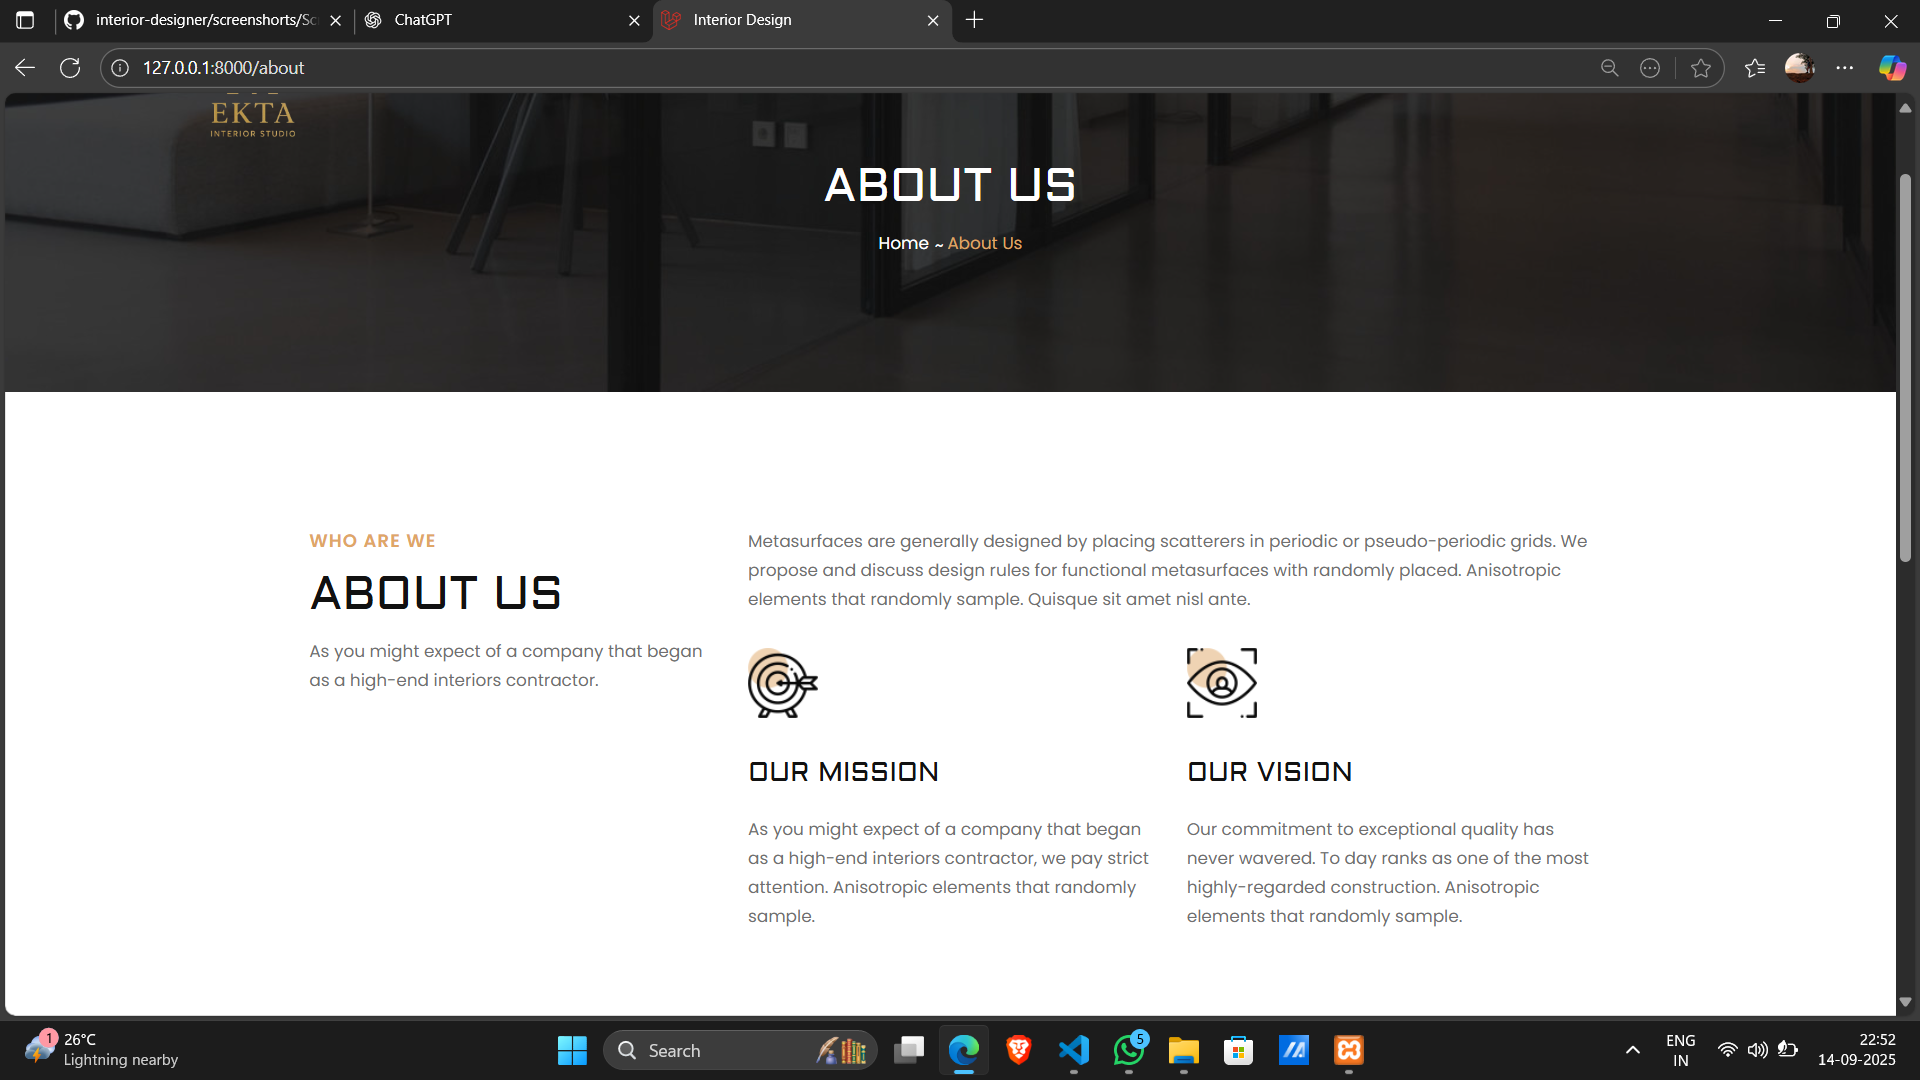 interior-designer/screenshorts/Sc
ChatGPT
Interior Design
127.0.0.1:8000/about
EKTA
INTERIOR STUDIO
ABOUT US
Home ~ About Us
WHO ARE WE
ABOUT US
As you might expect of a company that began
as a high-end interiors contractor.
Metasurfaces are generally designed by placing scatterers in periodic or pseudo-periodic grids. We
propose and discuss design rules for functional metasurfaces with randomly placed. Anisotropic
elements that randomly sample. Quisque sit amet nisl ante.
OUR MISSION
As you might expect of a company that began
as a high-end interiors contractor, we pay strict
attention. Anisotropic elements that randomly
sample.
OUR VISION
Our commitment to exceptional quality has
never wavered. To day ranks as one of the most
highly-regarded construction. Anisotropic
elements that randomly sample.
1
26°C
Lightning nearby
Search
5
ENG
IN
22:52
14-09-2025